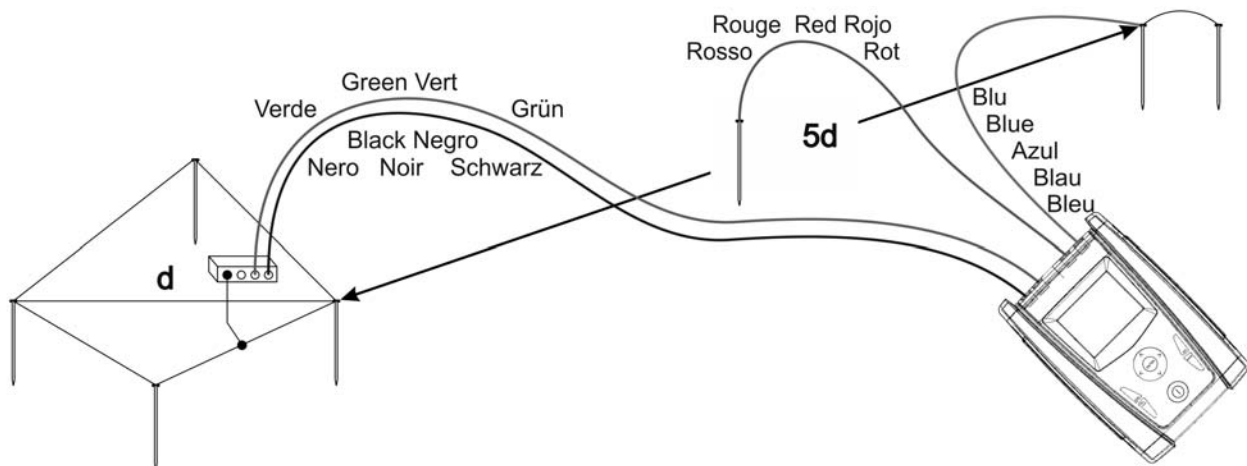 Rouge Red Rojo
Rosso Rot
Green Vert
Verde Grün
Black Negro
Nero Noir Schwarz
5d
Blu
Blue
Azul
Blau
Bleu
d